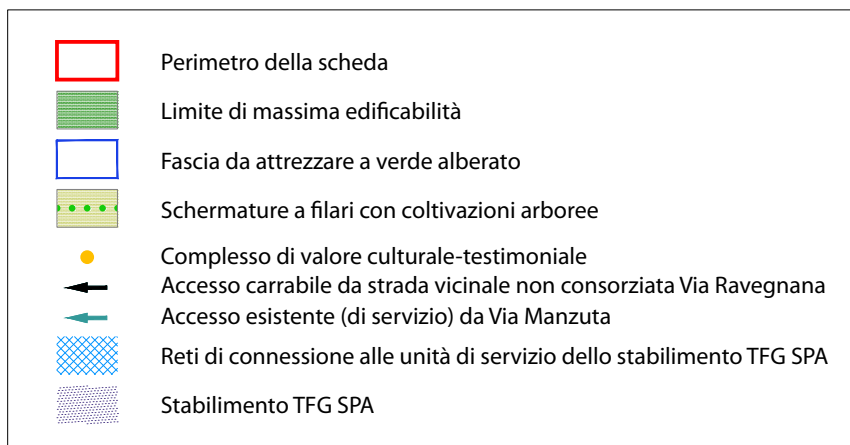 Perimetro della scheda
Limite di massima edificabilità
Fascia da attrezzare a verde alberato
Schermature a filari con coltivazioni arboree
Complesso di valore culturale-testimoniale
Accesso carrabile da strada vicinale non consorziata Via Ravegnana
Accesso esistente (di servizio) da Via Manzuta
Reti di connessione alle unità di servizio dello stabilimento TFG SPA
Stabilimento TFG SPA